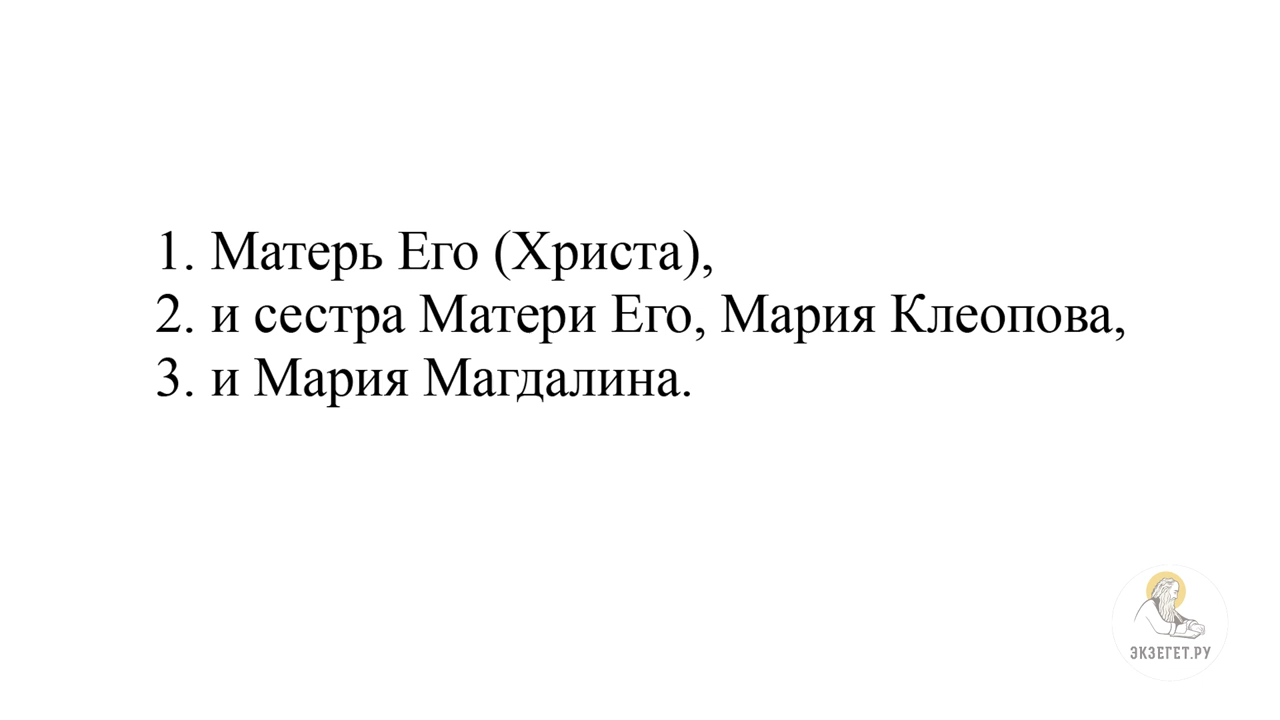 1. Матерь Его (Христа),
2. и сестра Матери Его, Мария Клеопова,
3. и Мария Магдалина.
ЭКЗЕГЕТ.РУ